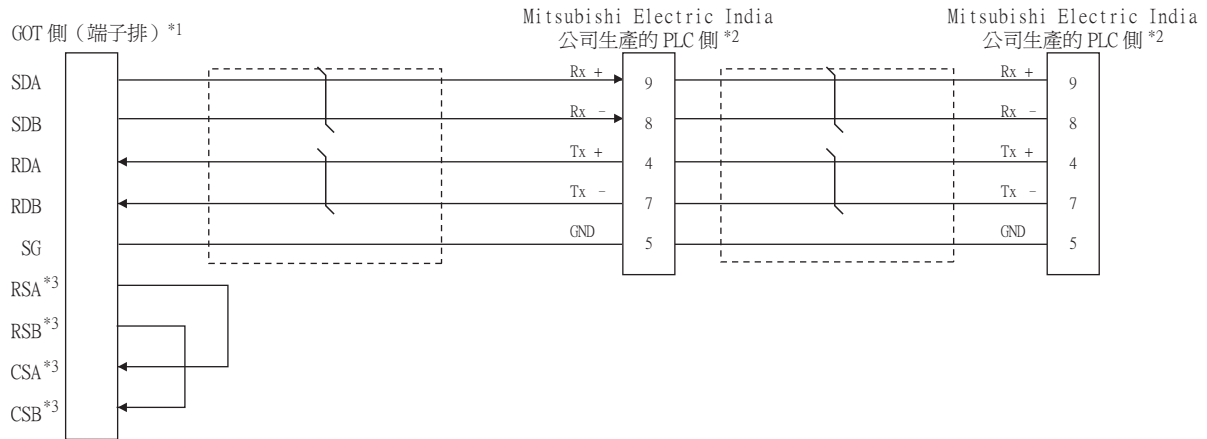 GOT 側（端子排）*1
Mitsubishi Electric India
公司生產的 PLC 側 *2
Mitsubishi Electric India
公司生產的 PLC 側 *2
SDA Rx + 9 Rx + 9
SDB Rx - 8 Rx - 8
RDA Tx + 4 Tx + 4
RDB Tx - 7 Tx - 7
SG GND 5 GND 5
RSA*3
RSB*3
CSA*3
CSB*3